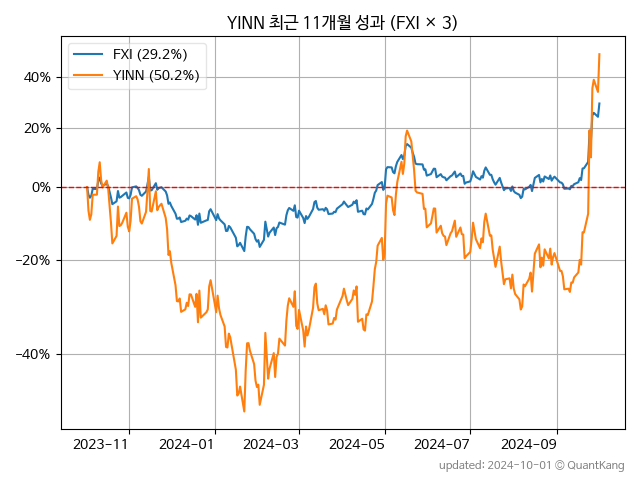 YINN 최근 11개월 성과 (FXI × 3)
FXI (29.2%)
YINN (50.2%)
40%
20%
0%
−20%
−40%
2023-11
2024-01
2024-03
2024-05
2024-07
2024-09
updated: 2024-10-01 © QuantKang